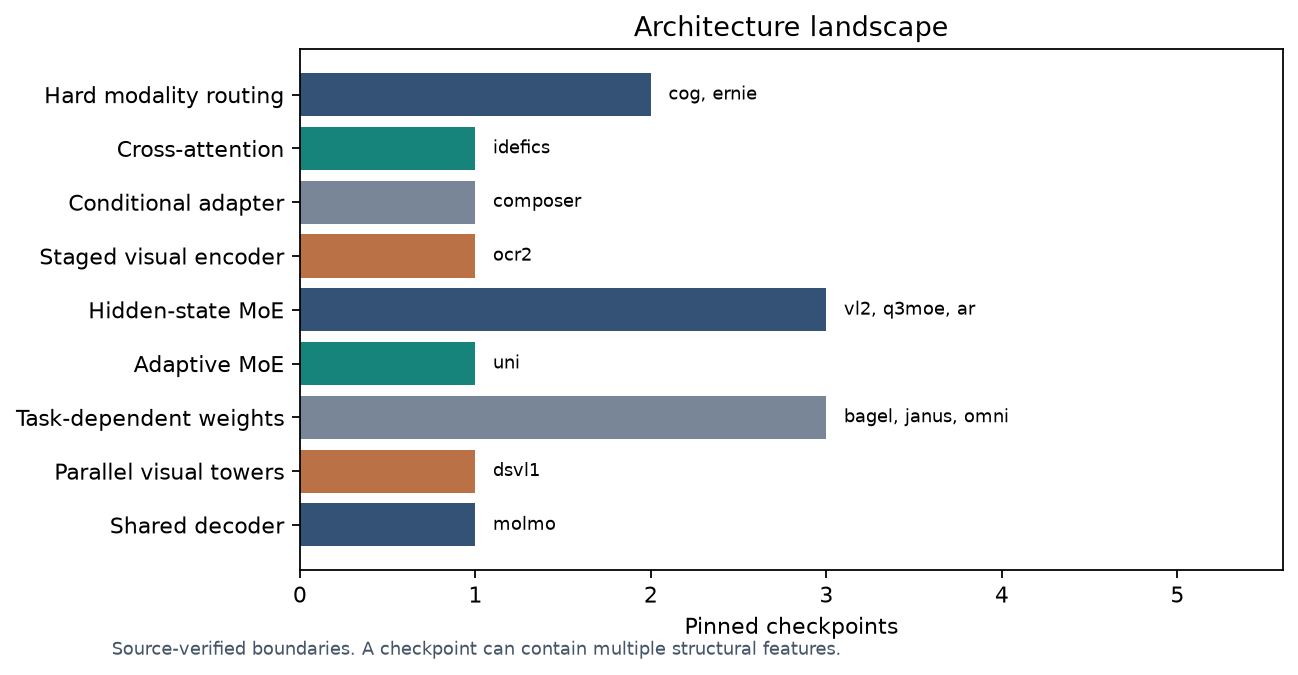 Architecture landscape
Hard modality routing
cog, ernie
Cross-attention
idefics
Conditional adapter
composer
Staged visual encoder
ocr2
Hidden-state MoE
vl2, q3moe, ar
Adaptive MoE
uni
Task-dependent weights
bagel, janus, omni
Parallel visual towers
dsvl1
Shared decoder
molmo
0 1 2 3 4 5
Pinned checkpoints
Source-verified boundaries. A checkpoint can contain multiple structural features.